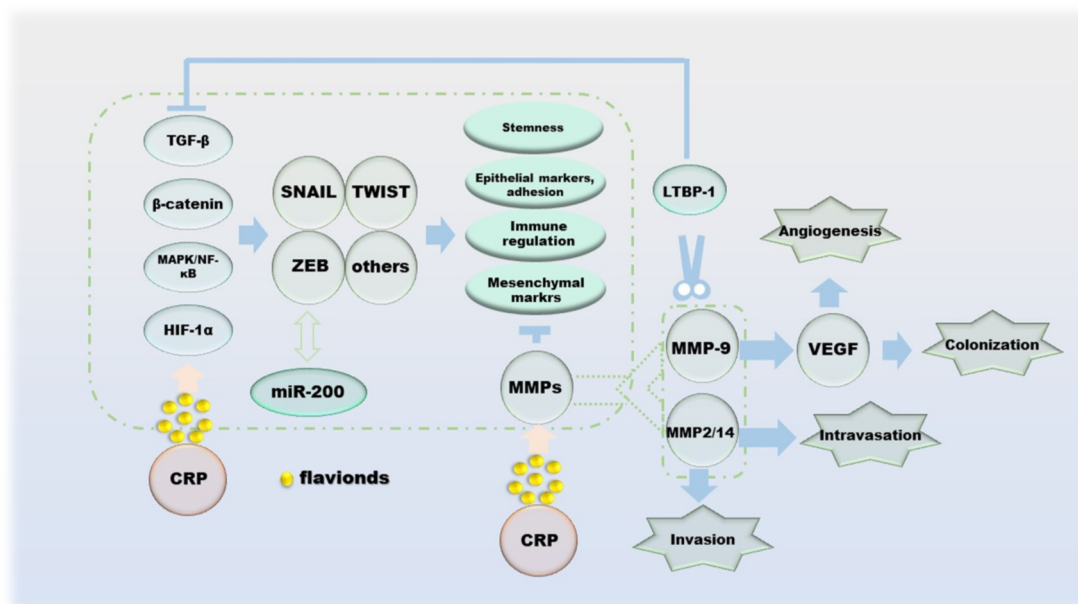 TGF-β
β-catenin
MAPK/NF-
κB
HIF-1α
CRP
SNAIL
TWIST
ZEB
others
miR-200
flavionds
Stemness
Epithelial markers,
adhesion
Immune
regulation
Mesenchymal
markrs
MMPs
CRP
LTBP-1
MMP-9
MMP2/14
VEGF
Angiogenesis
Colonization
Intravasation
Invasion